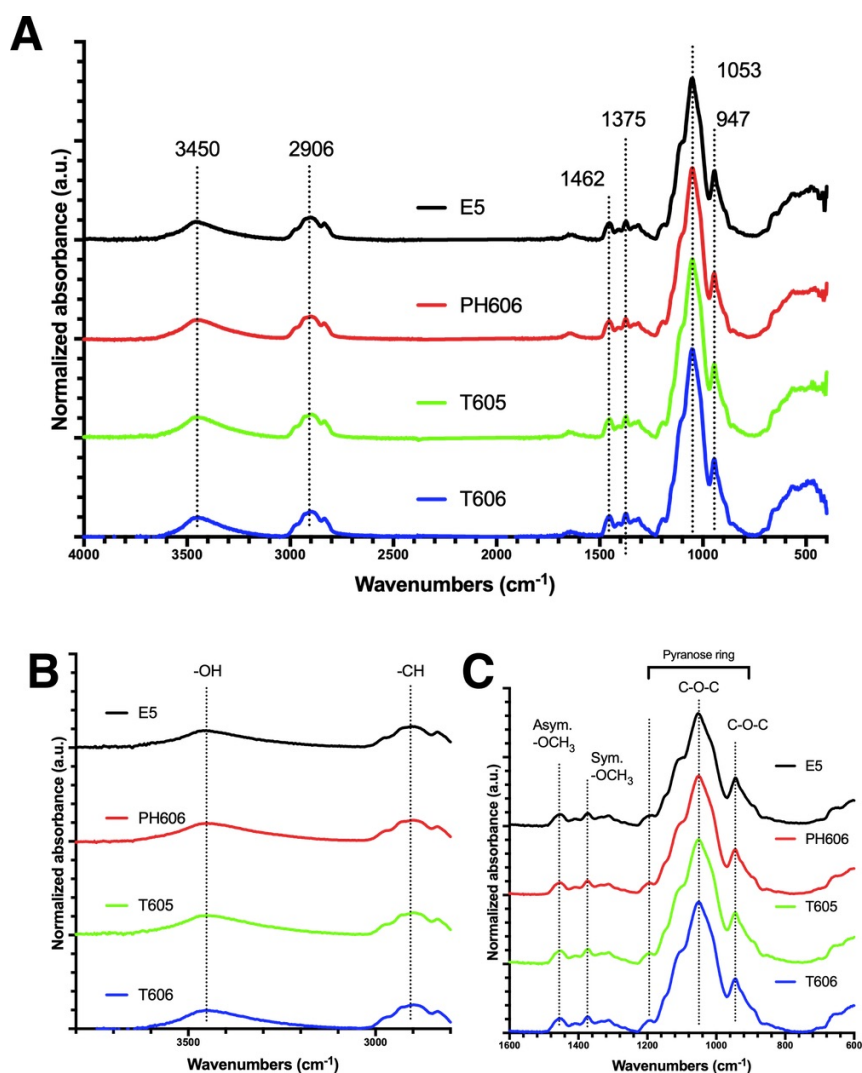 A
1053
1375
947
3450
2906
1462
E5
PH606
T605
T606
Normalized absorbance (a.u.)
4000
3500
3000
2500
2000
1500
1000
500
Wavenumbers (cm⁻¹)
B
-OH
-CH
E5
PH606
T605
T606
Normalized absorbance (a.u.)
3500
3000
Wavenumbers (cm⁻¹)
C
Pyranose ring
C-O-C
Asym.
-OCH₃
Sym.
-OCH₃
C-O-C
E5
PH606
T605
T606
Normalized absorbance (a.u.)
1600
1400
1200
1000
800
600
Wavenumbers (cm⁻¹)